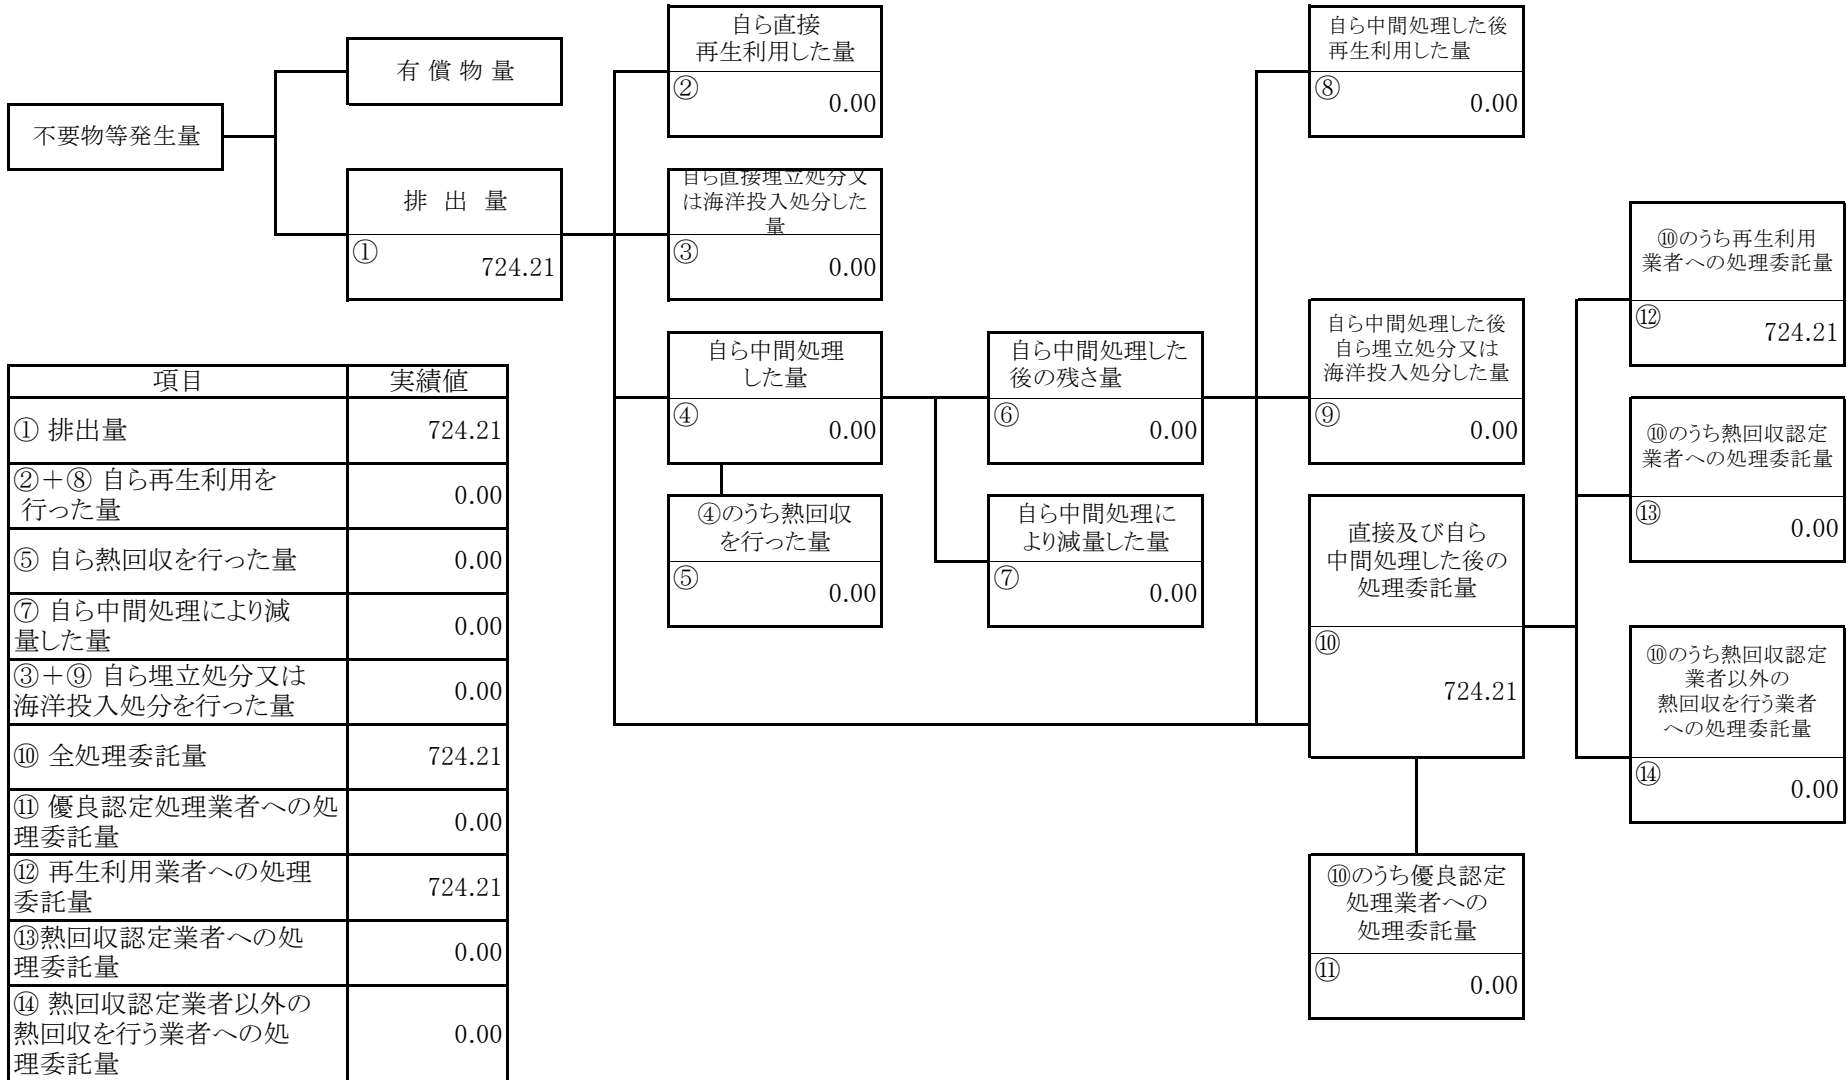 不要物等発生量
有 償 物 量
排 出 量
①
724.21
自ら直接
再生利用した量
②
0.00
自ら直接埋立処分又
は海洋投入処分した
量
③
0.00
自ら中間処理
した量
④
0.00
④のうち熱回収
を行った量
⑤
0.00
自ら中間処理した
後の残さ量
⑥
0.00
自ら中間処理に
より減量した量
⑦
0.00
自ら中間処理した後
再生利用した量
⑧
0.00
自ら中間処理した後
自ら埋立処分又は
海洋投入処分した量
⑨
0.00
直接及び自ら
中間処理した後の
処理委託量
⑩
724.21
⑩のうち優良認定
処理業者への
処理委託量
⑪
0.00
⑩のうち再生利用
業者への処理委託量
⑫
724.21
⑩のうち熱回収認定
業者への処理委託量
⑬
0.00
⑩のうち熱回収認定
業者以外の
熱回収を行う業者
への処理委託量
⑭
0.00
項目 実績値
① 排出量 724.21
②＋⑧ 自ら再生利用を
行った量
0.00
⑤ 自ら熱回収を行った量 0.00
⑦ 自ら中間処理により減
量した量
0.00
③＋⑨ 自ら埋立処分又は
海洋投入処分を行った量
0.00
⑩ 全処理委託量 724.21
⑪ 優良認定処理業者への処
理委託量
0.00
⑫ 再生利用業者への処理
委託量
724.21
⑬熱回収認定業者への処
理委託量
0.00
⑭ 熱回収認定業者以外の
熱回収を行う業者への処
理委託量
0.00